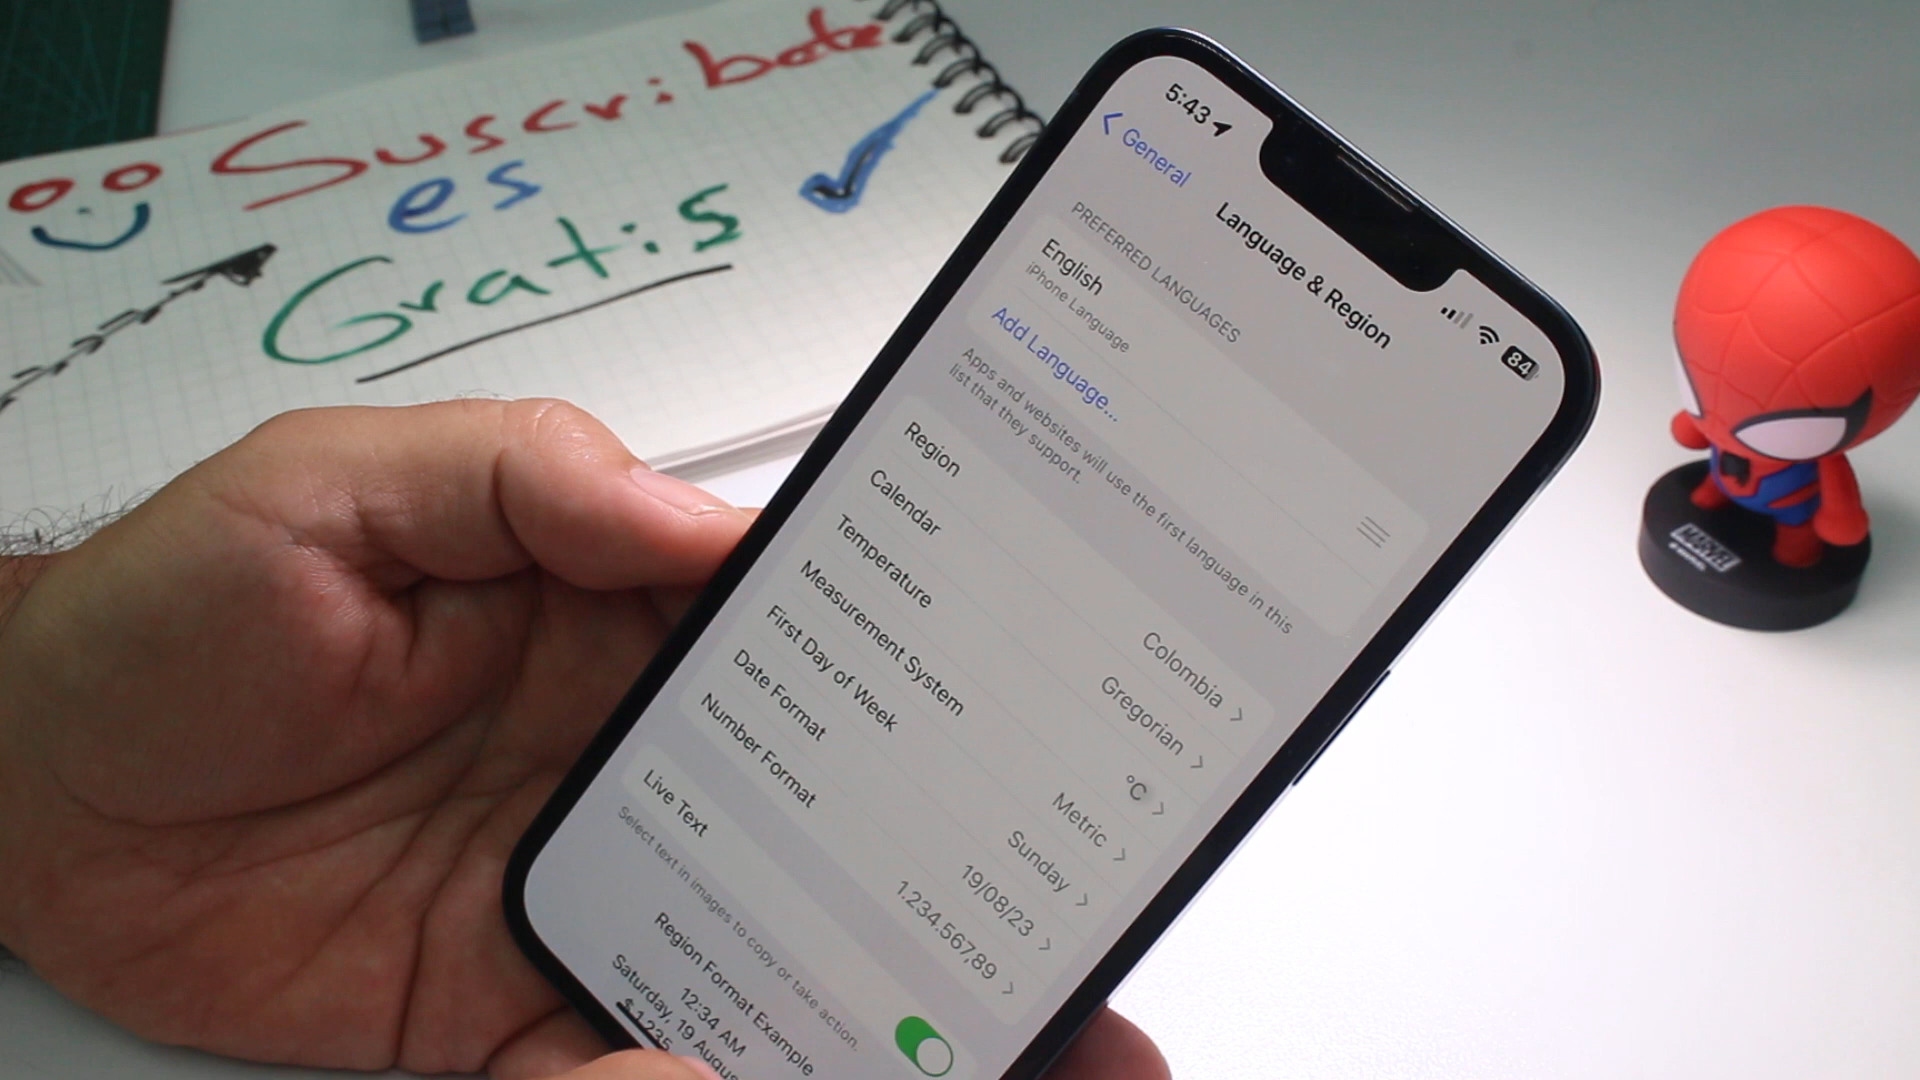 Suscribete
es
Gratis
5:43
84
General
Language & Region
PREFERRED LANGUAGES
English
iPhone Language
Add Language...
Apps and websites will use the first language in this
list that they support.
Region Colombia
Calendar Gregorian
Temperature °C
Measurement System Metric
First Day of Week Sunday
Date Format 19/08/23
Number Format 1.234.567,89
Live Text
Select text in images to copy or take action.
Region Format Example
12:34 AM
Saturday, 19 Augus
MARVEL